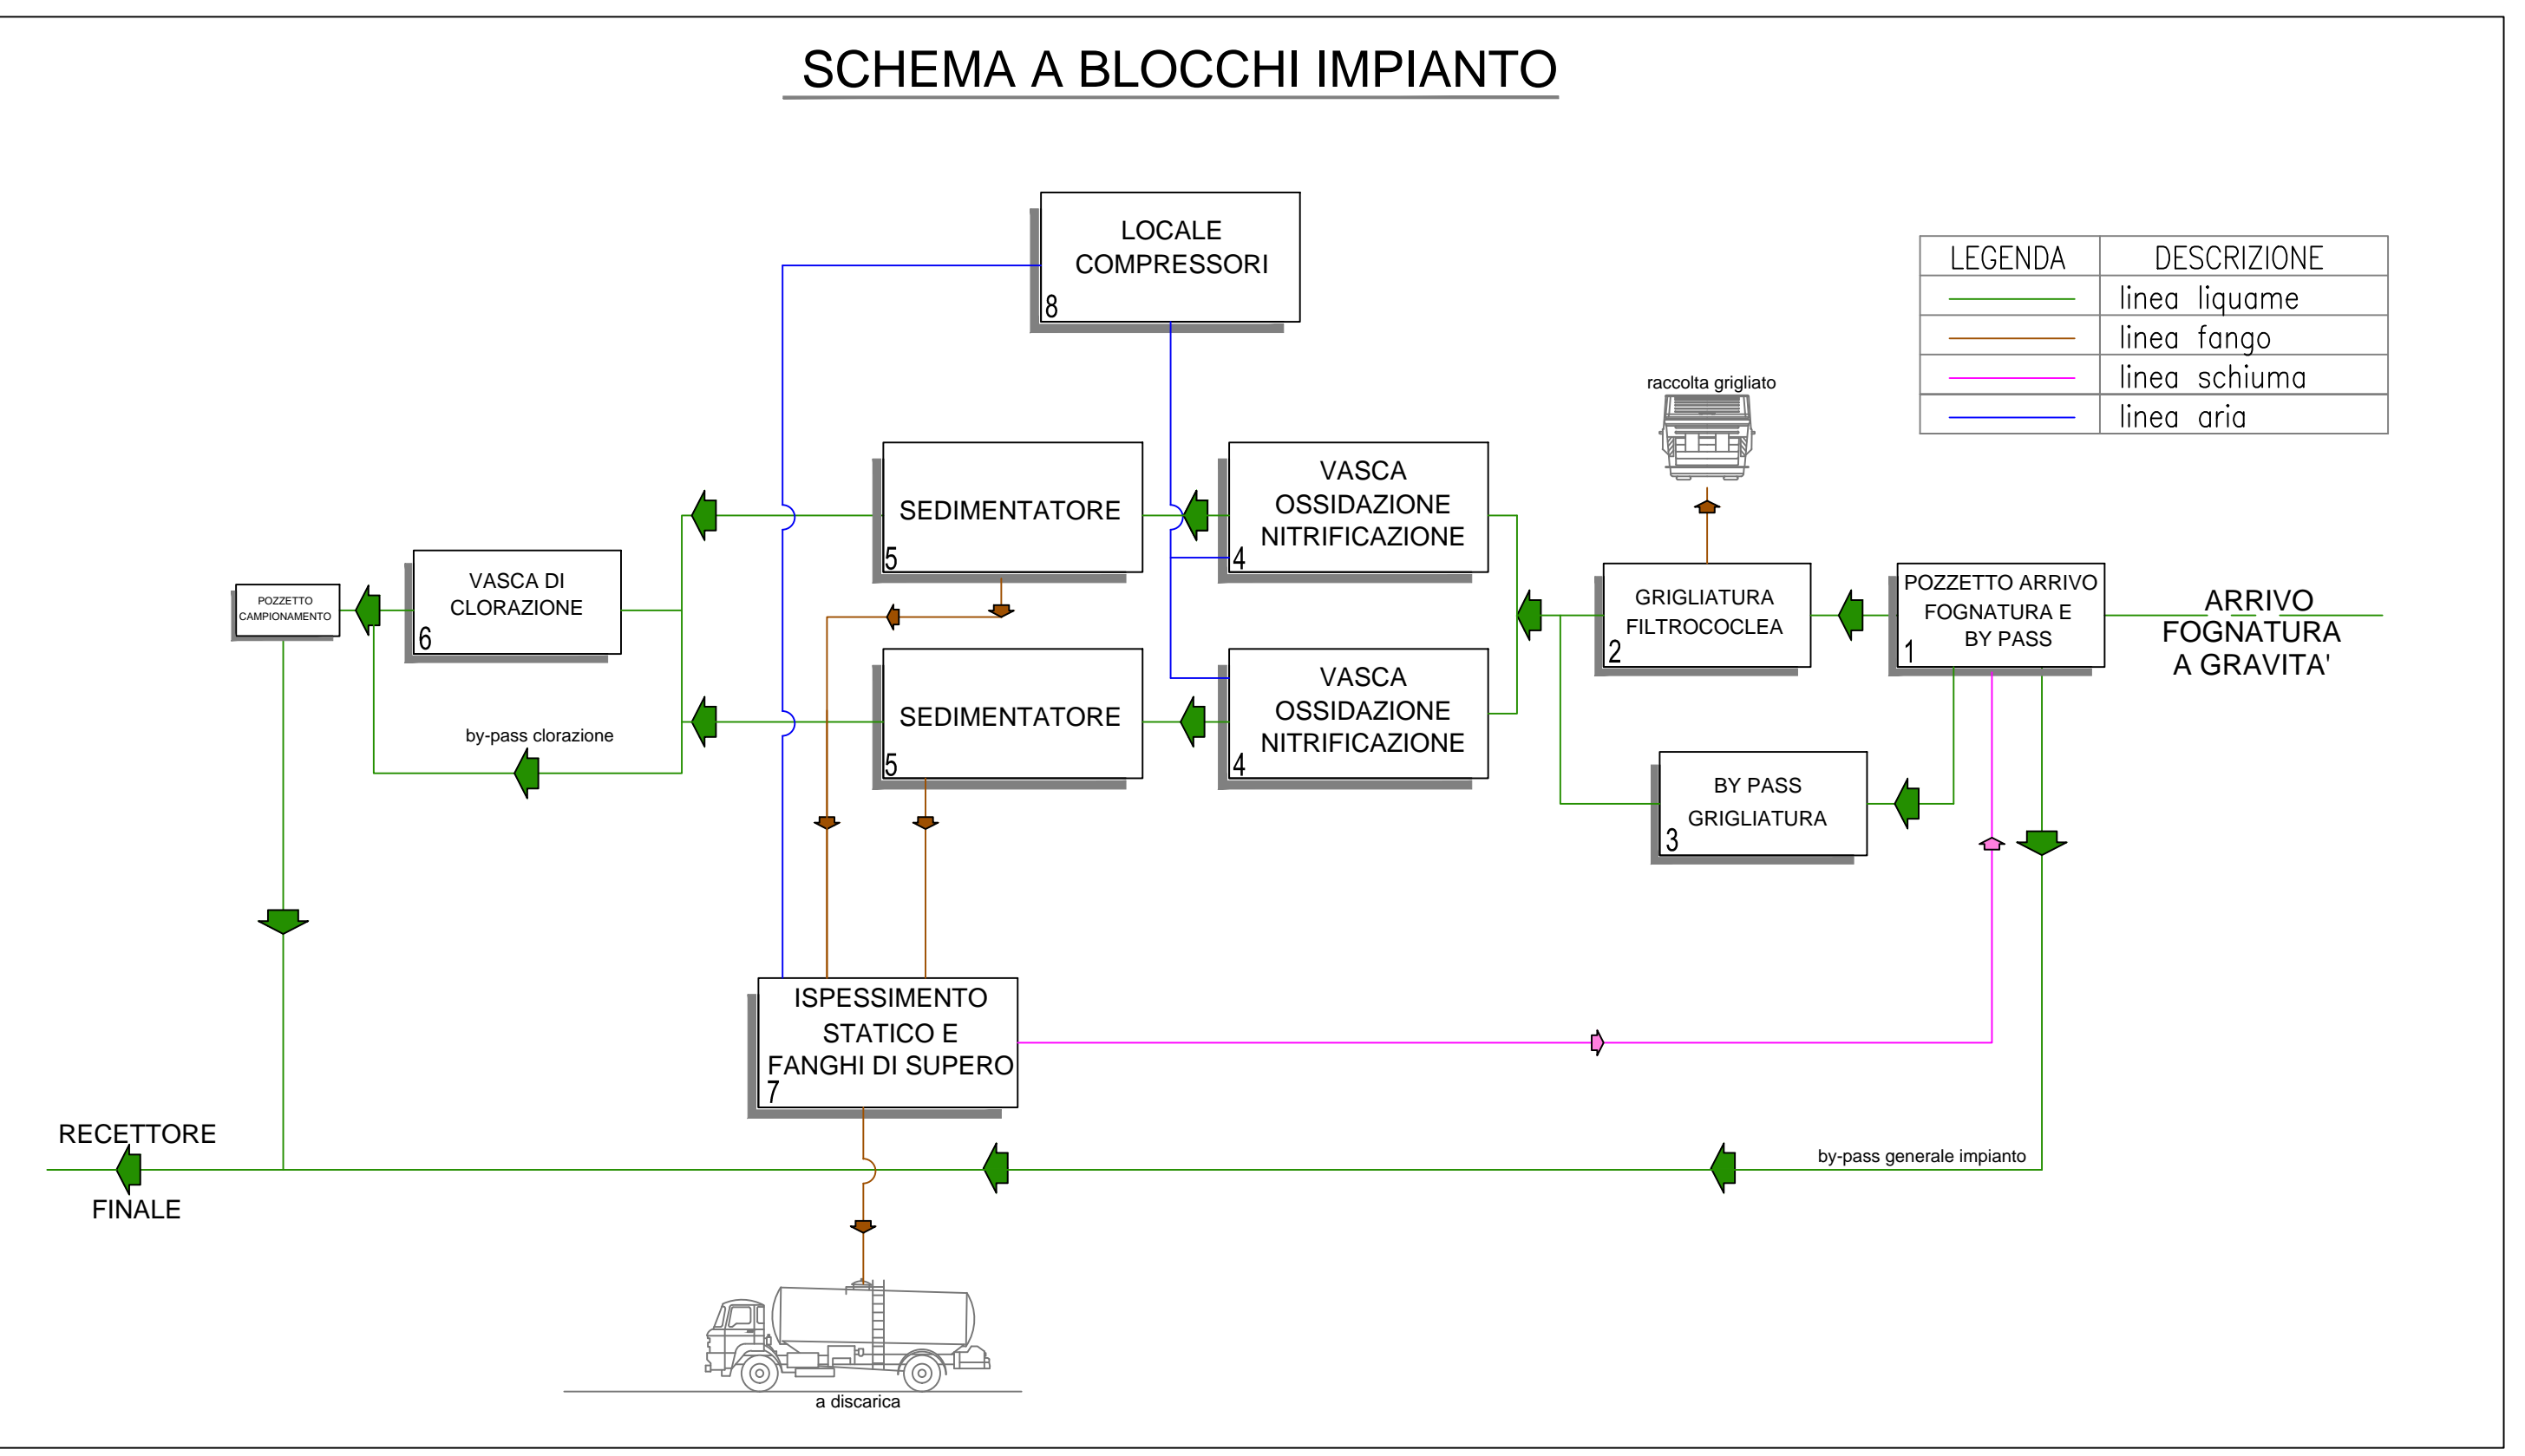 SCHEMA A BLOCCHI IMPIANTO
LOCALE
COMPRESSORI
8
LEGENDA
DESCRIZIONE
linea liquame
linea fango
linea schiuma
linea aria
raccolta grigliato
SEDIMENTATORE
5
VASCA
OSSIDAZIONE
NITRIFICAZIONE
4
POZZETTO
CAMPIONAMENTO
VASCA DI
CLORAZIONE
6
GRIGLIATURA
FILTROCOCLEA
2
POZZETTO ARRIVO
FOGNATURA E
BY PASS
1
ARRIVO
FOGNATURA
A GRAVITA'
SEDIMENTATORE
5
VASCA
OSSIDAZIONE
NITRIFICAZIONE
4
by-pass clorazione
BY PASS
GRIGLIATURA
3
ISPESSIMENTO
STATICO E
FANGHI DI SUPERO
7
RECETTORE
FINALE
by-pass generale impianto
a discarica